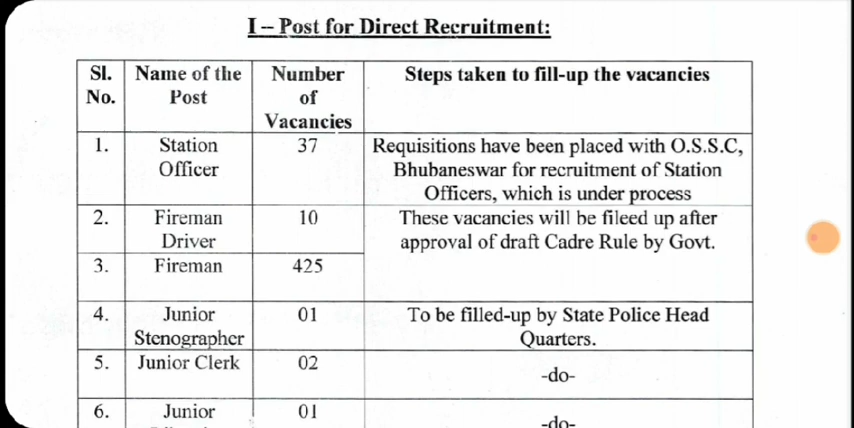 I – Post for Direct Recruitment:
Sl. No. Name of the Post Number of Vacancies Steps taken to fill-up the vacancies
1. Station Officer 37 Requisitions have been placed with O.S.S.C,
Bhubaneswar for recruitment of Station
Officers, which is under process
2. Fireman Driver 10 These vacancies will be fileed up after
approval of draft Cadre Rule by Govt.
3. Fireman 425
4. Junior Stenographer 01 To be filled-up by State Police Head
Quarters.
5. Junior Clerk 02 -do-
6. Junior 01 -do-